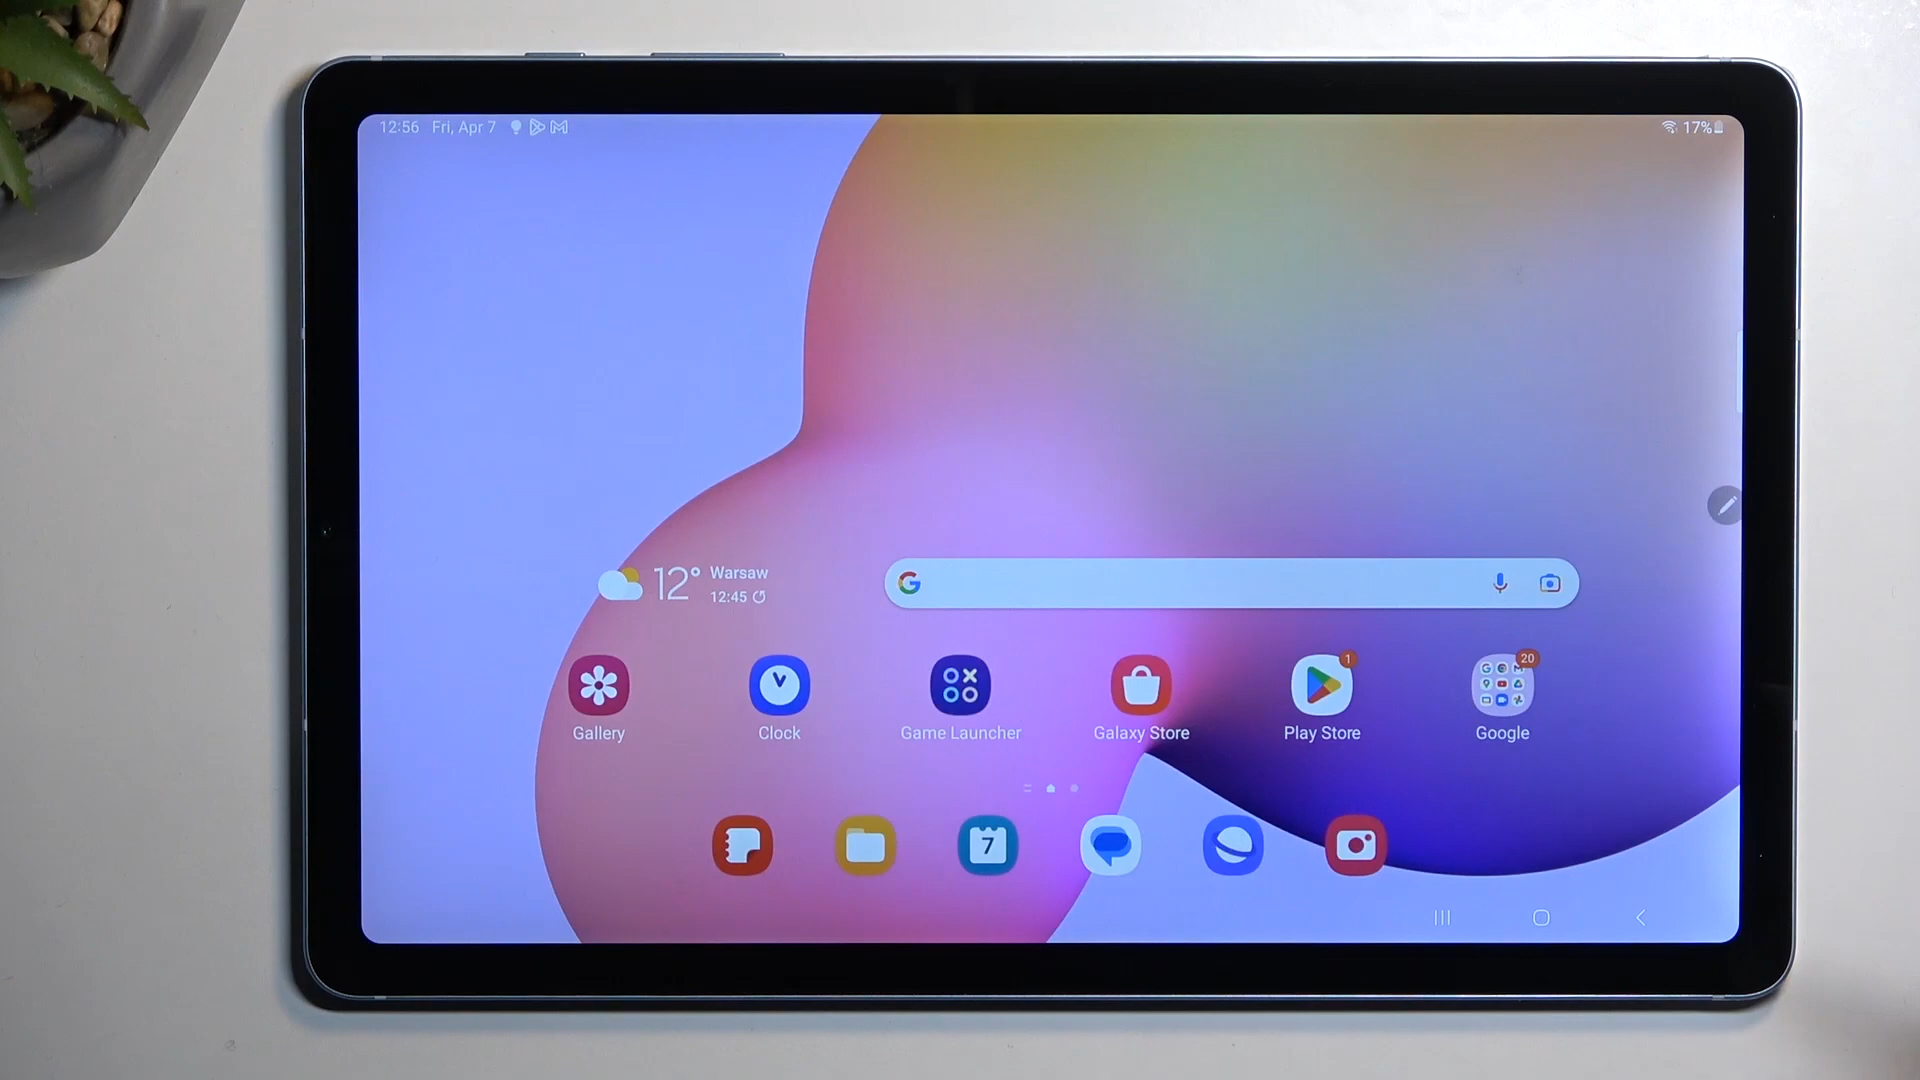 12:56 Fri, Apr 7
17%
12° Warsaw
12:45
G
Gallery
Clock
Game Launcher
Galaxy Store
1
Play Store
20
Google
7